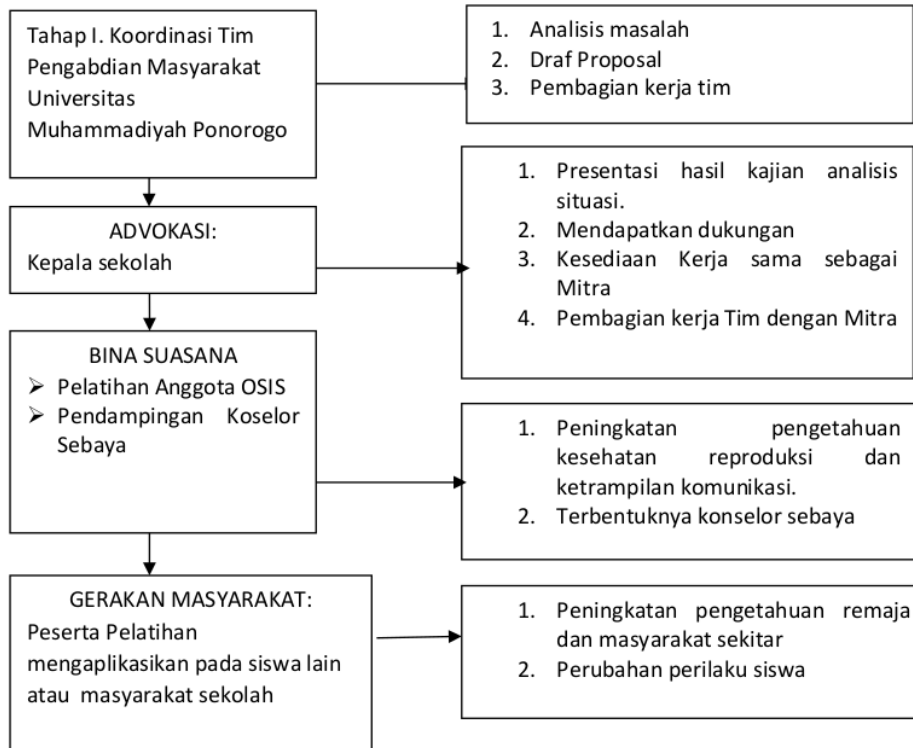 Tahap I. Koordinasi Tim
Pengabdian Masyarakat
Universitas
Muhammadiyah Ponorogo
1. Analisis masalah
2. Draf Proposal
3. Pembagian kerja tim
ADVOKASI:
Kepala sekolah
1. Presentasi hasil kajian analisis
situasi.
2. Mendapatkan dukungan
3. Kesediaan Kerja sama sebagai
Mitra
4. Pembagian kerja Tim dengan Mitra
BINA SUASANA
➢ Pelatihan Anggota OSIS
➢ Pendampingan Koselor
Sebaya
1. Peningkatan pengetahuan
kesehatan reproduksi dan
ketrampilan komunikasi.
2. Terbentuknya konselor sebaya
GERAKAN MASYARAKAT:
Peserta Pelatihan
mengaplikasikan pada siswa lain
atau masyarakat sekolah
1. Peningkatan pengetahuan remaja
dan masyarakat sekitar
2. Perubahan perilaku siswa